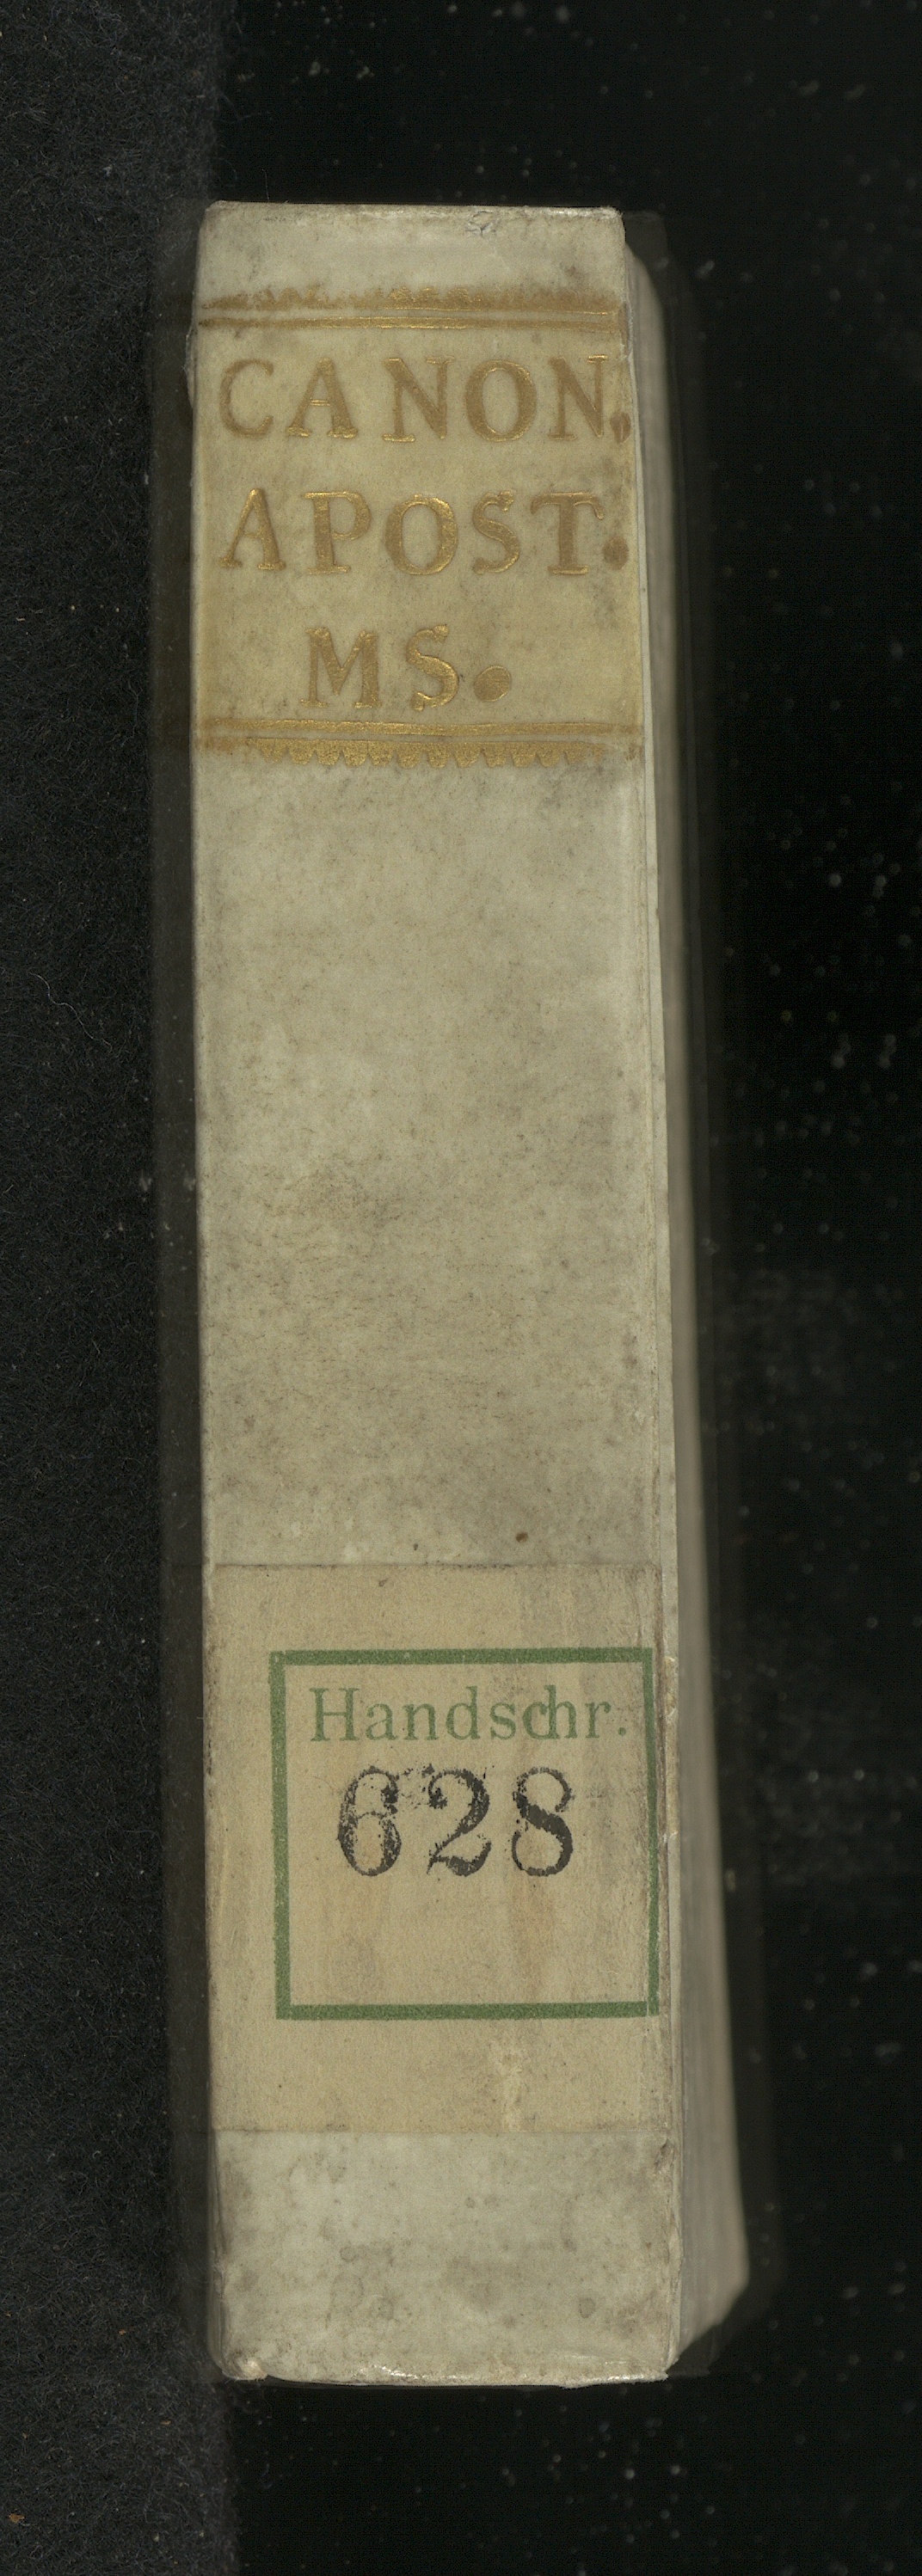 CANON.
APOST.
MS.
Handschr.
628